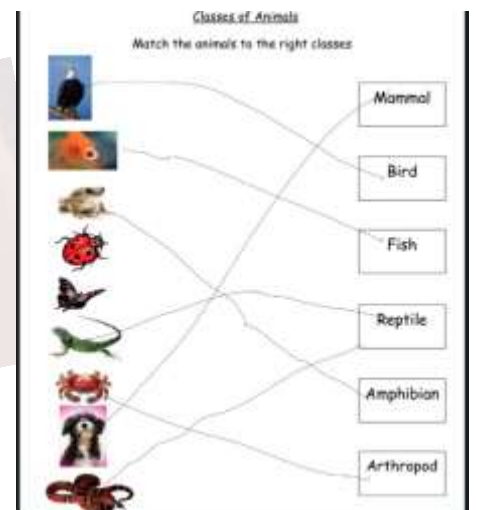 Classes of Animals
Match the animals to the right classes
Mammal
Bird
Fish
Reptile
Amphibian
Arthropod